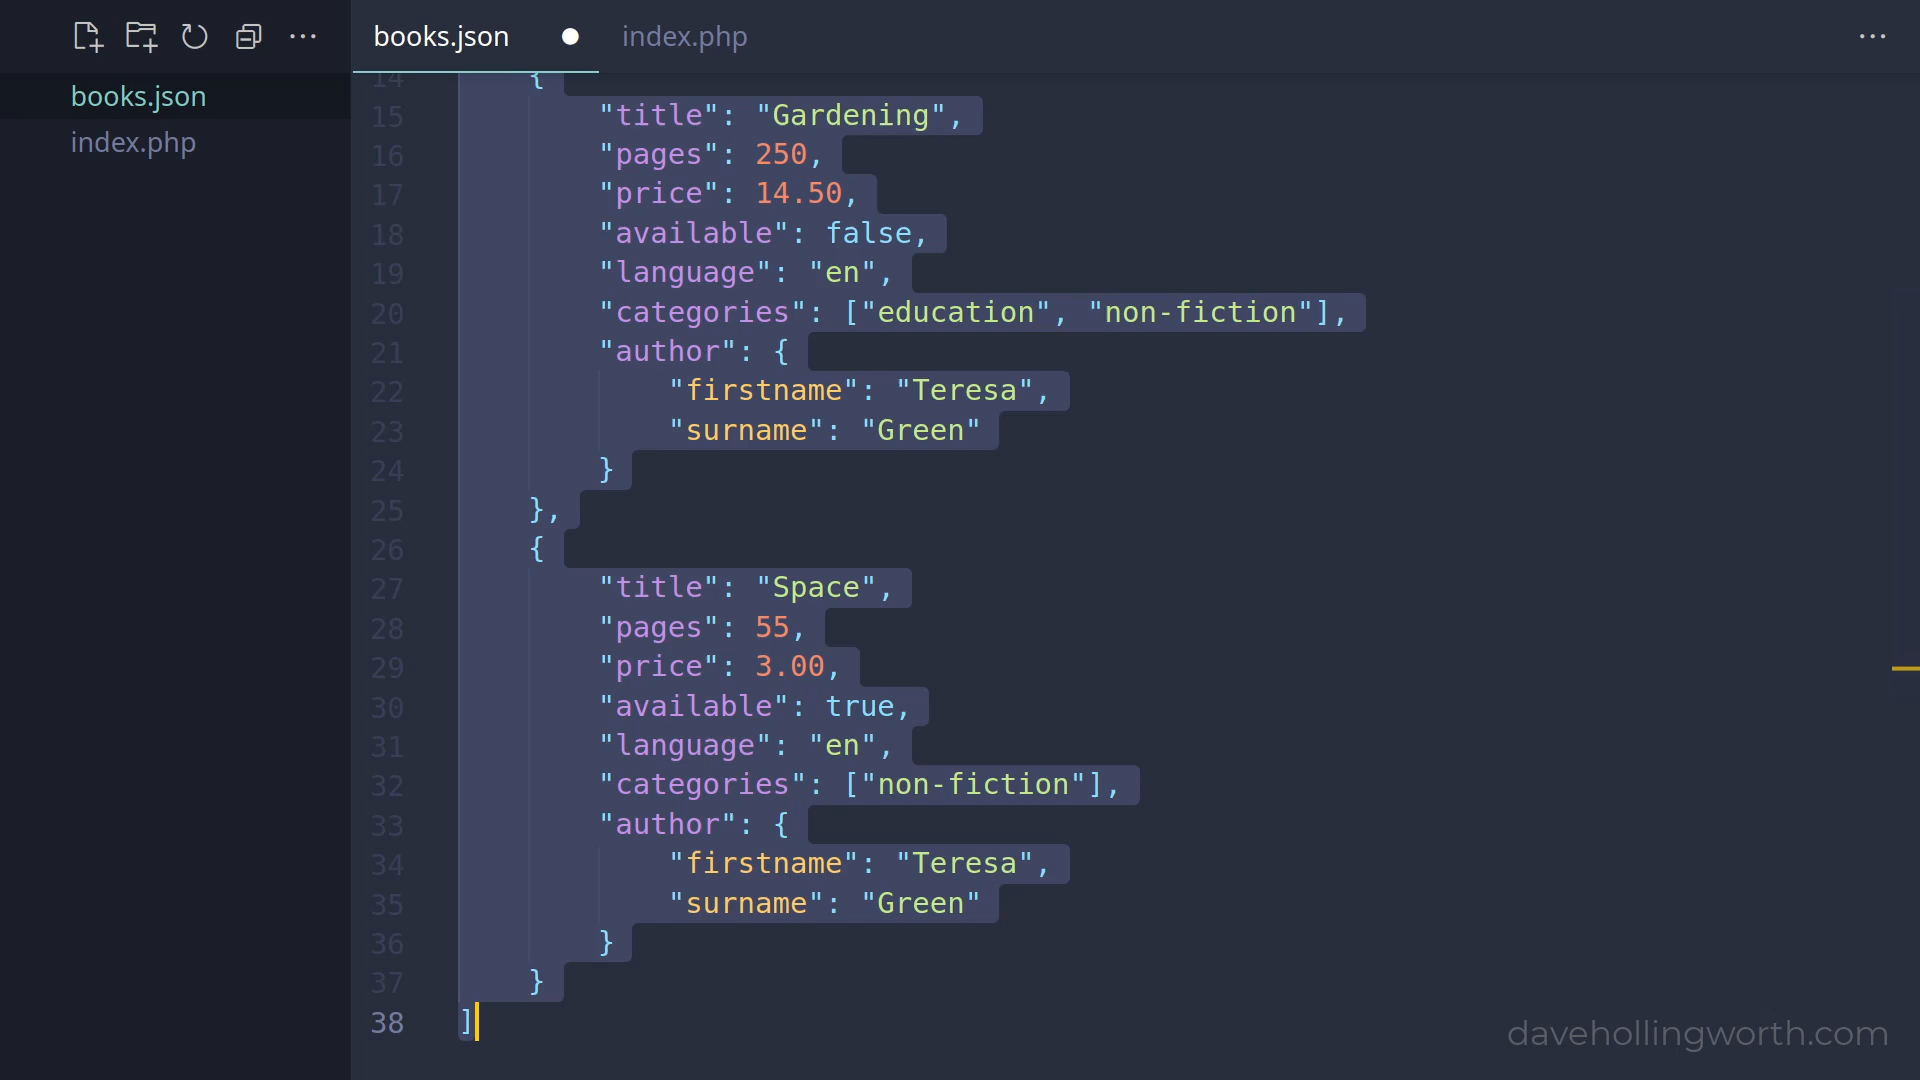 books.json
index.php
books.json
index.php
14 {
15 "title": "Gardening",
16 "pages": 250,
17 "price": 14.50,
18 "available": false,
19 "language": "en",
20 "categories": ["education", "non-fiction"],
21 "author": {
22 "firstname": "Teresa",
23 "surname": "Green"
24 }
25 },
26 {
27 "title": "Space",
28 "pages": 55,
29 "price": 3.00,
30 "available": true,
31 "language": "en",
32 "categories": ["non-fiction"],
33 "author": {
34 "firstname": "Teresa",
35 "surname": "Green"
36 }
37 }
38 ]
davehollingworth.com